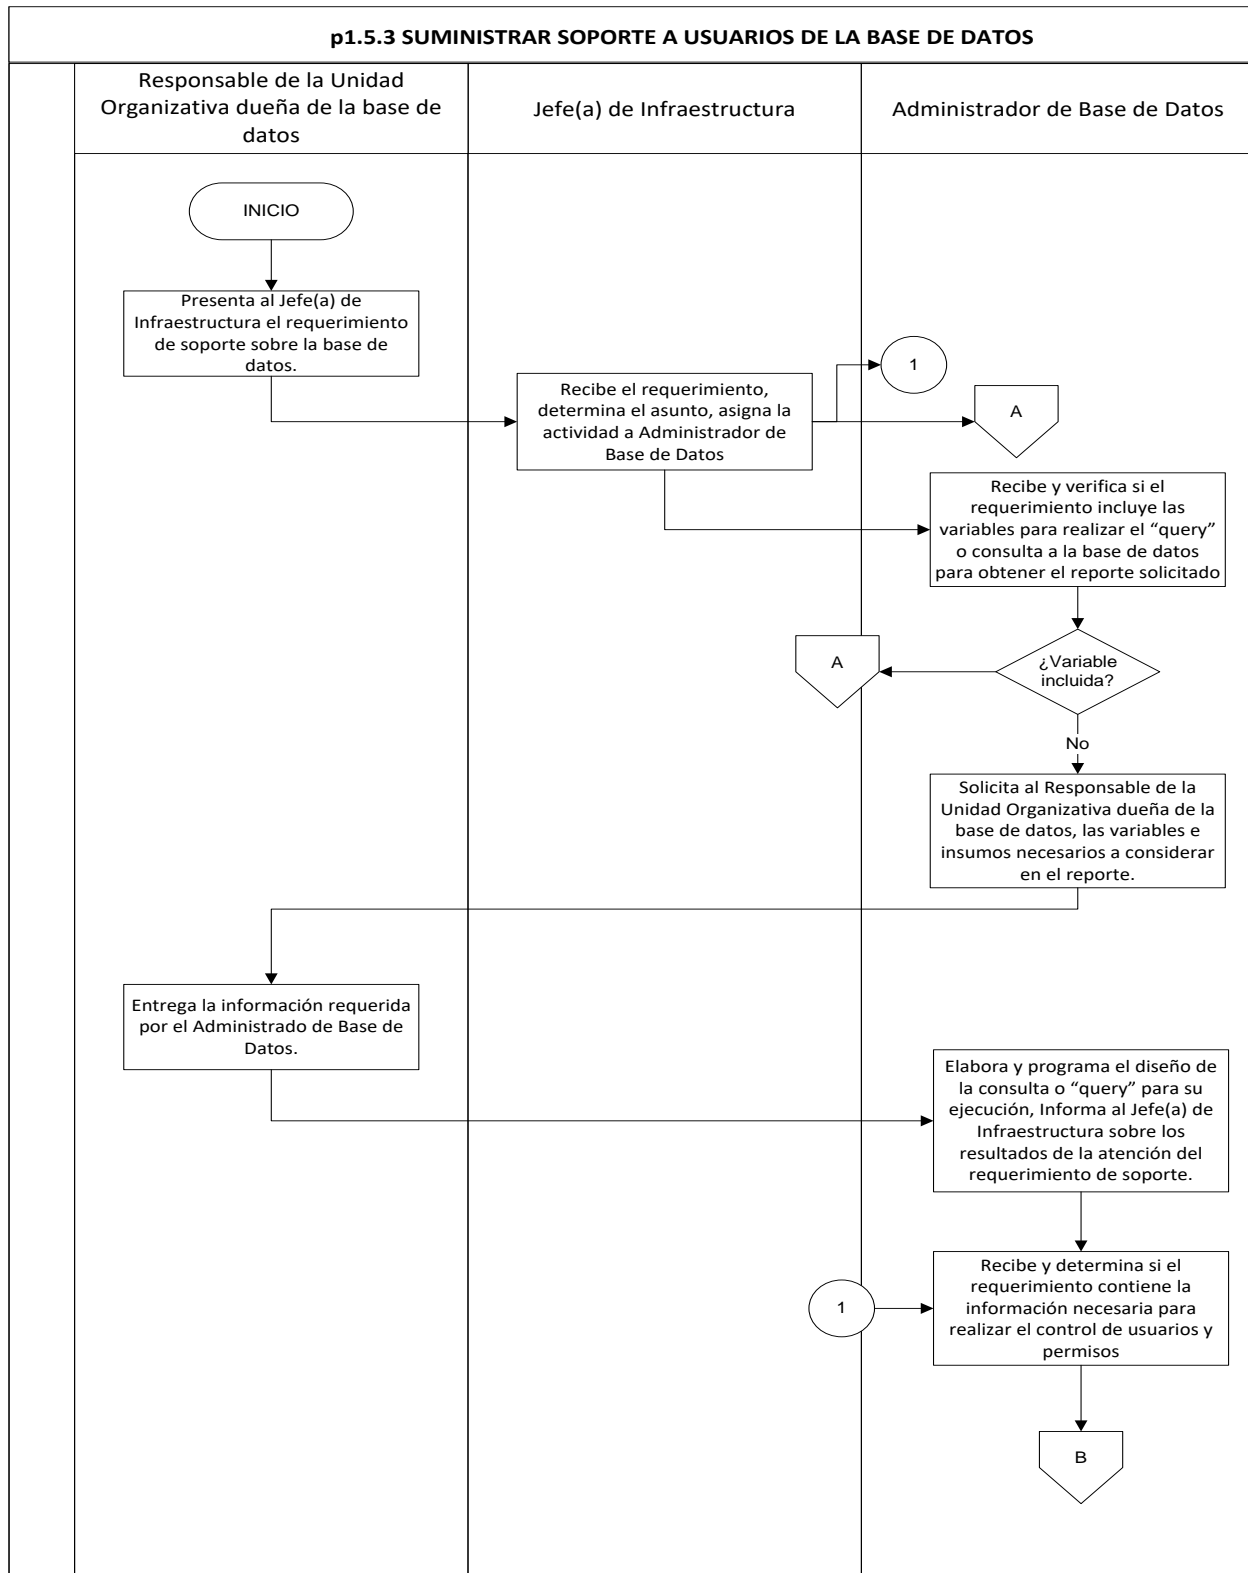 p1.5.3 SUMINISTRAR SOPORTE A USUARIOS DE LA BASE DE DATOS
Responsable de la Unidad
Organizativa dueña de la base de
datos
Jefe(a) de Infraestructura
Administrador de Base de Datos
INICIO
Presenta al Jefe(a) de
Infraestructura el requerimiento
de soporte sobre la base de
datos.
Recibe el requerimiento,
determina el asunto, asigna la
actividad a Administrador de
Base de Datos
1
A
Recibe y verifica si el
requerimiento incluye las
variables para realizar el “query”
o consulta a la base de datos
para obtener el reporte solicitado
A
¿Variable
incluida?
No
Solicita al Responsable de la
Unidad Organizativa dueña de la
base de datos, las variables e
insumos necesarios a considerar
en el reporte.
Entrega la información requerida
por el Administrado de Base de
Datos.
Elabora y programa el diseño de
la consulta o “query” para su
ejecución, Informa al Jefe(a) de
Infraestructura sobre los
resultados de la atención del
requerimiento de soporte.
1
Recibe y determina si el
requerimiento contiene la
información necesaria para
realizar el control de usuarios y
permisos
B